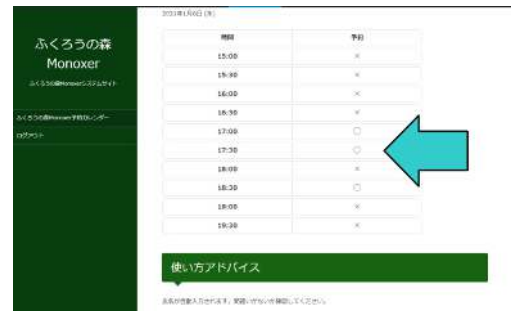 ふくろうの森
Monoxer
ふくろうの森Monoxerシステムサイト
ふくろうの森Monoxer予約カレンダー
ログアウト
時間 予約
15:00 ×
15:30 ×
16:00 ×
16:30 ×
17:00 ○
17:30 ○
18:00 ×
18:30 ○
19:00 ×
19:30 ×
使い方アドバイス